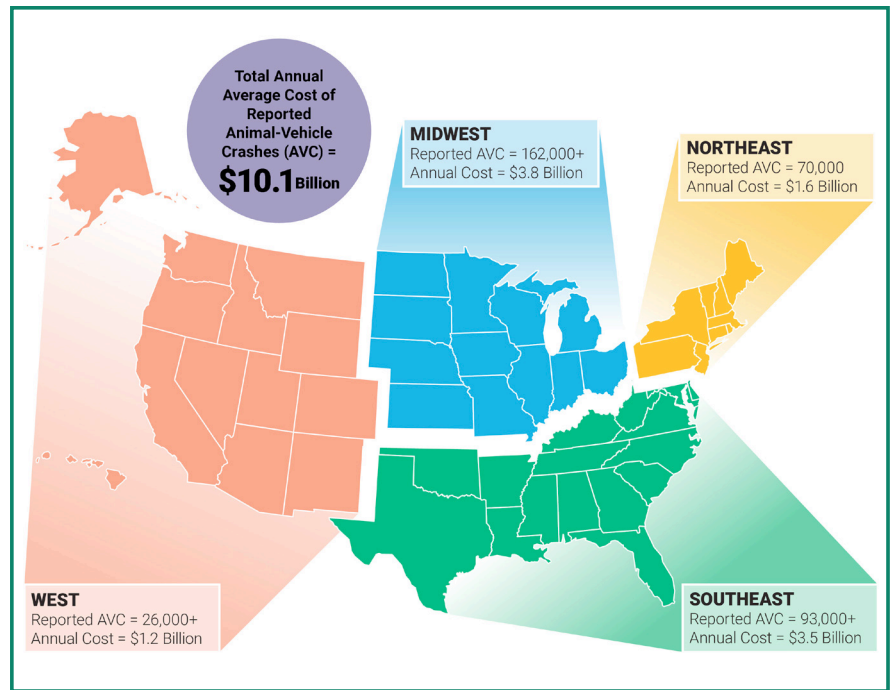 Total Annual
Average Cost of
Reported
Animal-Vehicle
Crashes (AVC) =
$10.1 Billion
MIDWEST
Reported AVC = 162,000+
Annual Cost = $3.8 Billion
NORTHEAST
Reported AVC = 70,000
Annual Cost = $1.6 Billion
WEST
Reported AVC = 26,000+
Annual Cost = $1.2 Billion
SOUTHEAST
Reported AVC = 93,000+
Annual Cost = $3.5 Billion